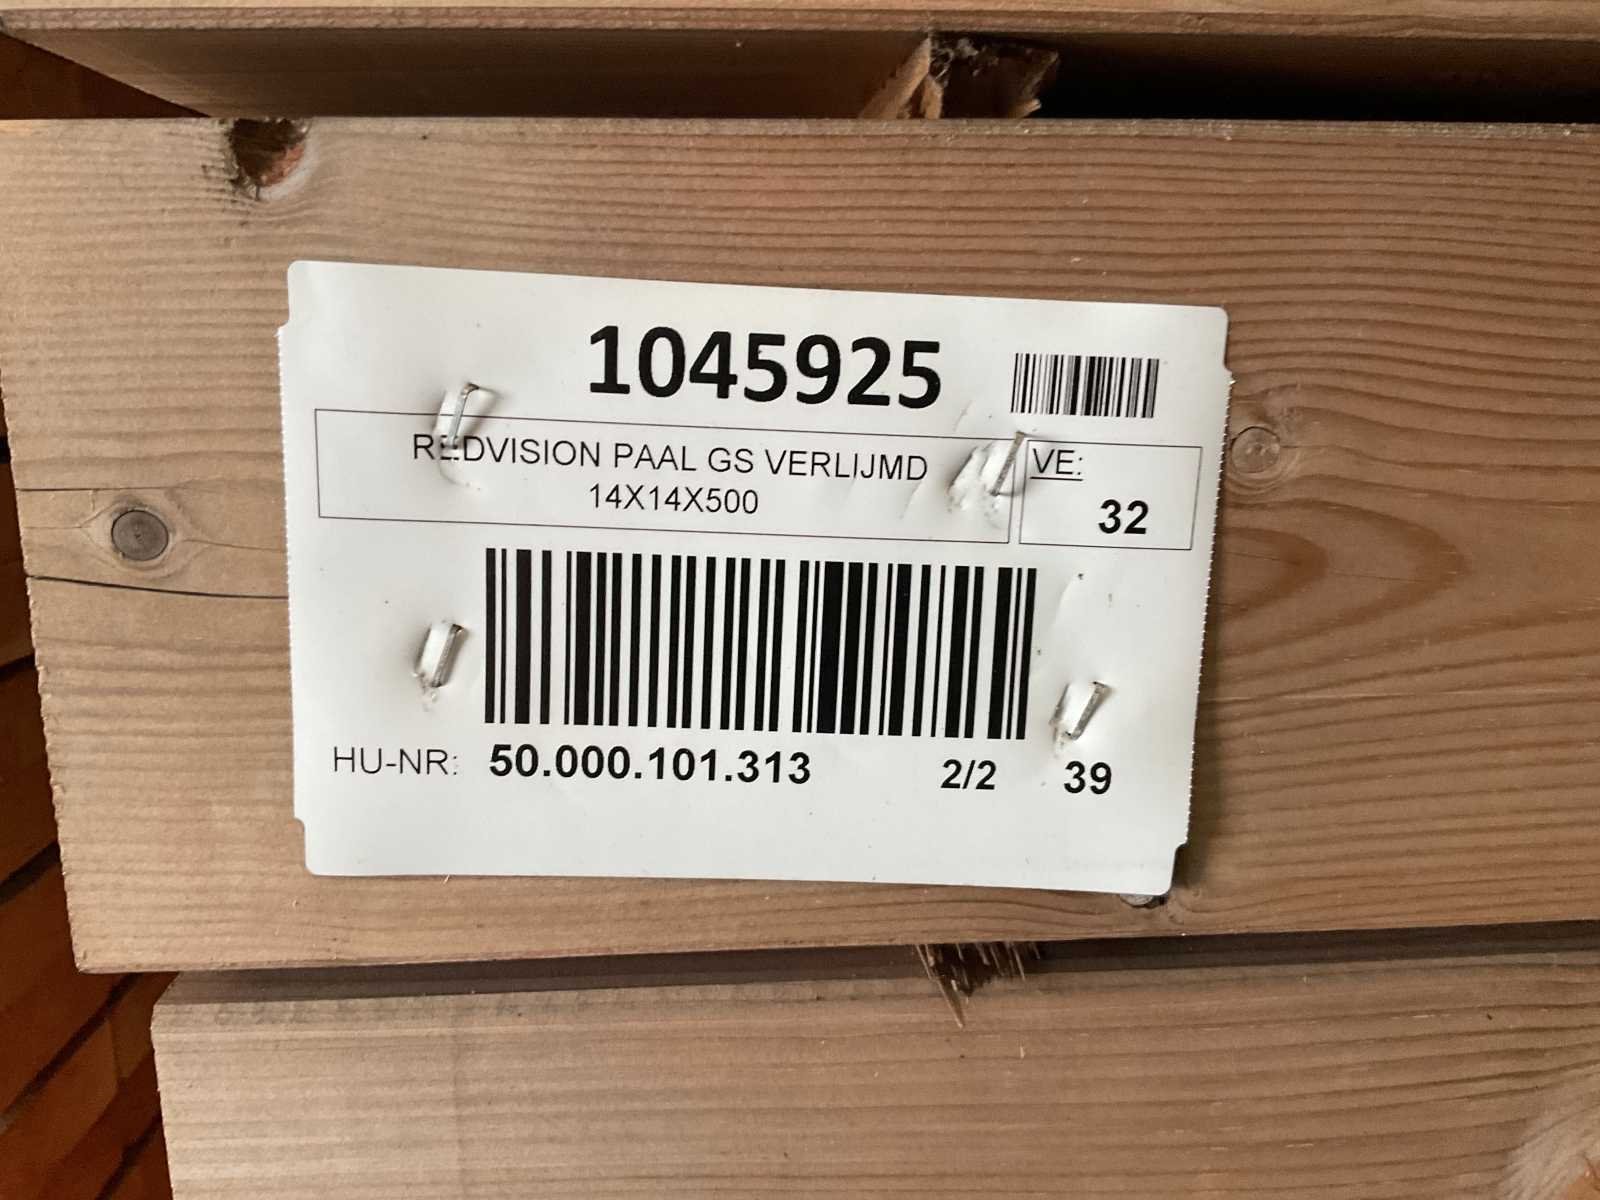 1045925
REDVISION PAAL GS VERLIJMD
14X14X500
VE:
32
HU-NR: 50.000.101.313 2/2 39